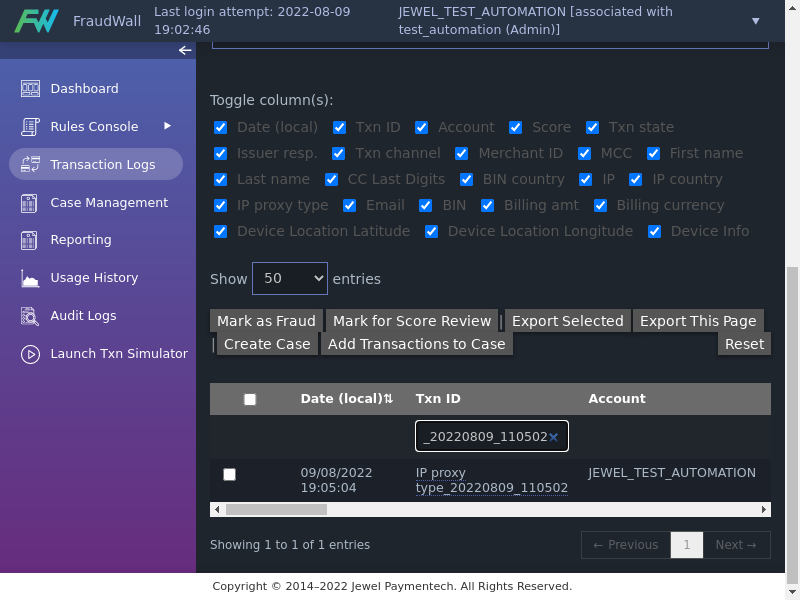 FraudWall
Last login attempt: 2022-08-09
19:02:46
JEWEL_TEST_AUTOMATION [associated with
test_automation (Admin)]
Dashboard
Rules Console
Transaction Logs
Case Management
Reporting
Usage History
Audit Logs
Launch Txn Simulator
Toggle column(s):
Date (local) Txn ID Account Score Txn state
Issuer resp. Txn channel Merchant ID MCC First name
Last name CC Last Digits BIN country IP IP country
IP proxy type Email BIN Billing amt Billing currency
Device Location Latitude Device Location Longitude Device Info
Show 50 entries
Mark as Fraud Mark for Score Review | Export Selected Export This Page
| Create Case Add Transactions to Case Reset
Date (local)⇅ Txn ID Account
_20220809_110502×
09/08/2022 IP proxy JEWEL_TEST_AUTOMATION
19:05:04 type_20220809_110502
Showing 1 to 1 of 1 entries ← Previous 1 Next →
Copyright © 2014–2022 Jewel Paymentech. All Rights Reserved.